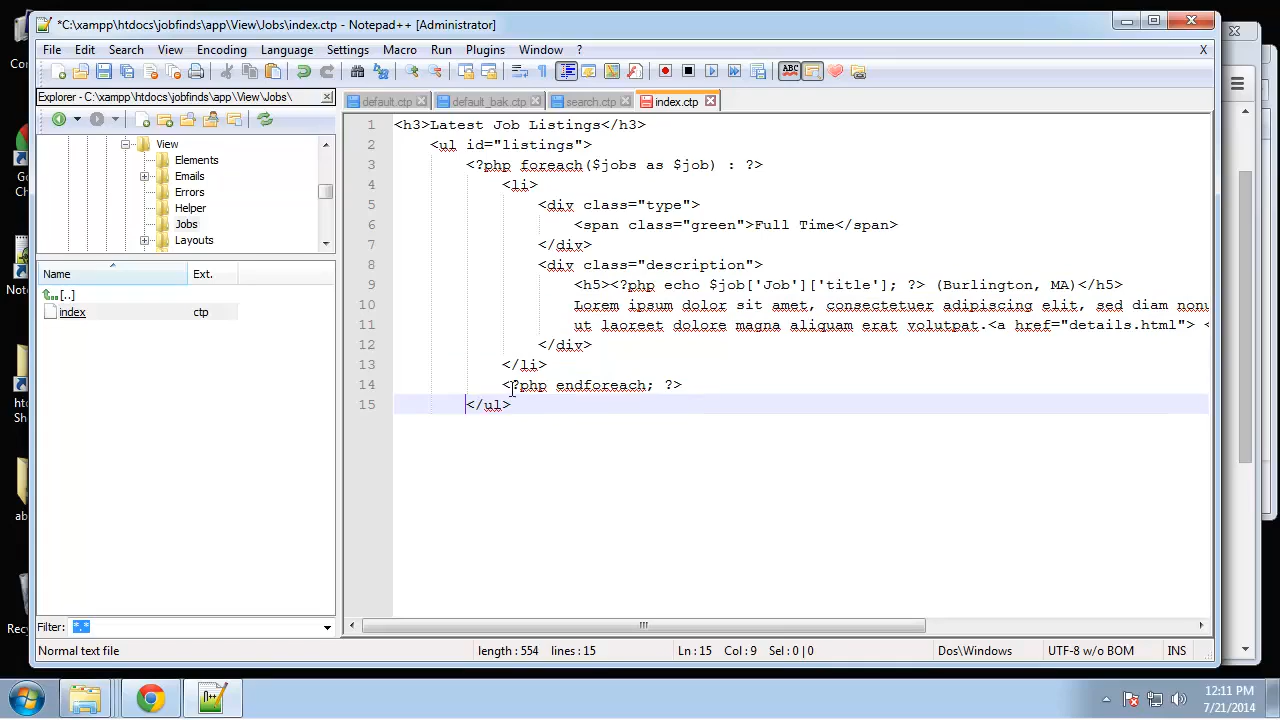 *C:\xampp\htdocs\jobfinds\app\View\Jobs\index.ctp - Notepad++ [Administrator]
File Edit Search View Encoding Language Settings Macro Run Plugins Window ? X
Explorer - C:\xampp\htdocs\jobfinds\app\View\Jobs\
default.ctp default_bak.ctp search.ctp index.ctp
View
Elements
Emails
Errors
Helper
Jobs
Layouts
Name Ext.
[..]
index ctp
Filter: *.*
1 <h3>Latest Job Listings</h3>
2 <ul id="listings">
3 <?php foreach($jobs as $job) : ?>
4 <li>
5 <div class="type">
6 <span class="green">Full Time</span>
7 </div>
8 <div class="description">
9 <h5><?php echo $job['Job']['title']; ?> (Burlington, MA)</h5>
10 Lorem ipsum dolor sit amet, consectetuer adipiscing elit, sed diam
11 ut laoreet dolore magna aliquam erat volutpat.<a href="details.html"> <
12 </div>
13 </li>
14 <?php endforeach; ?>
15 </ul>
Normal text file length : 554 lines : 15 Ln : 15 Col : 9 Sel : 0 | 0 Dos\Windows UTF-8 w/o BOM INS
12:11 PM
7/21/2014